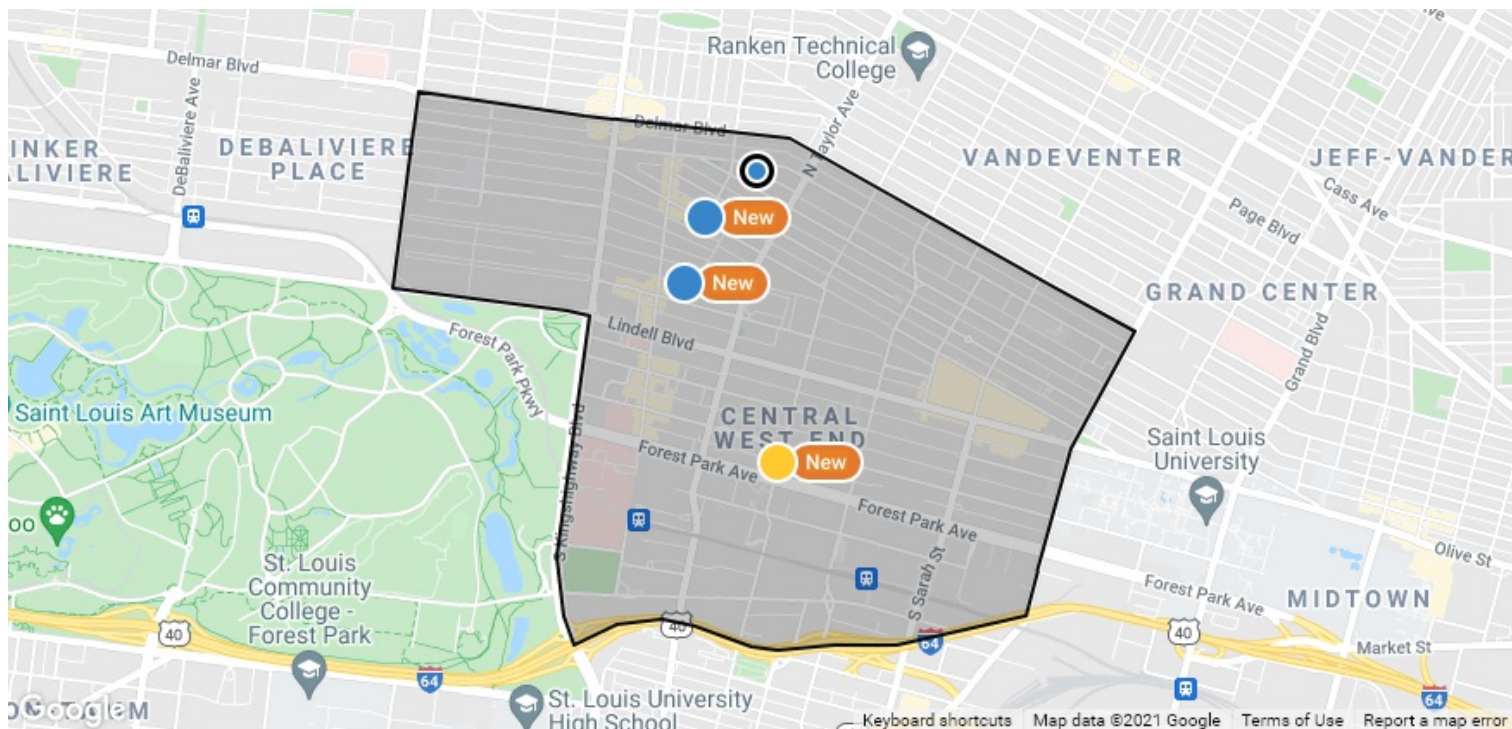 Ranken Technical
College
Delmar Blvd
DeBaliviere Ave
DEBALIVIERE
PLACE
INKER
ALIVIERE
Delmar Blvd
N Taylor Ave
VANDEVENTER
JEFF-VANDER
Cass Ave
Page Blvd
New
New
GRAND CENTER
Grand Blvd
Lindell Blvd
Forest Park Pkwy
Saint Louis Art Museum
S Kingshighway Blvd
CENTRAL
WEST END
New
Forest Park Ave
Forest Park Ave
Saint Louis
University
oo
S Sarah St
Olive St
St. Louis
Community
College -
Forest Park
Forest Park Ave
MIDTOWN
40
40
64
40
Market St
64
64
St. Louis University
High School
Google
Keyboard shortcuts
Map data ©2021 Google
Terms of Use
Report a map error